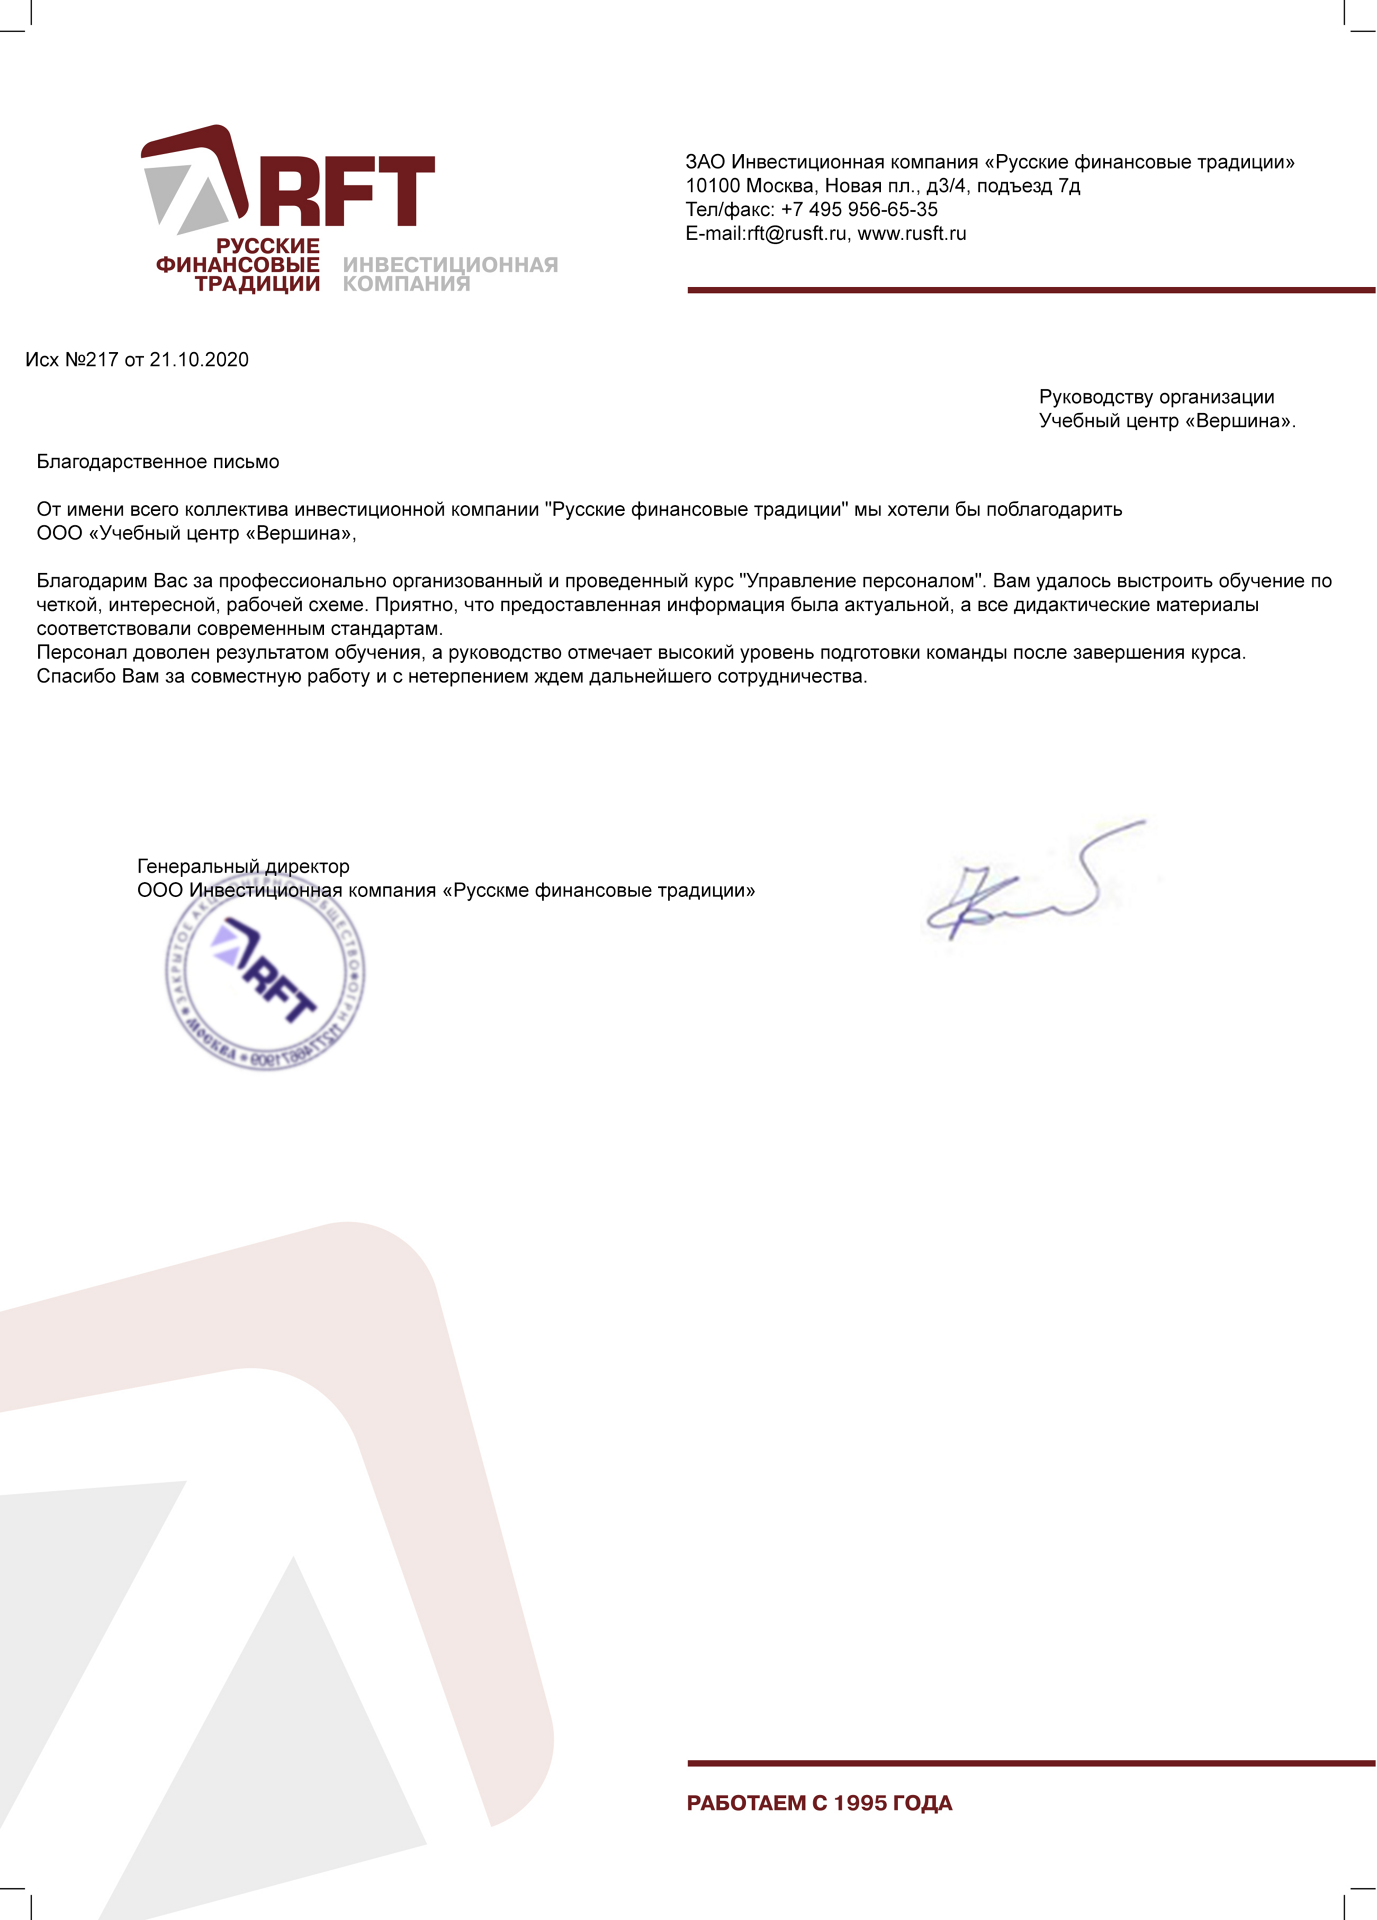 RFT
РУССКИЕ
ФИНАНСОВЫЕ
ТРАДИЦИИ
ИНВЕСТИЦИОННАЯ
КОМПАНИЯ
ЗАО Инвестиционная компания «Русские финансовые традиции»
10100 Москва, Новая пл., д3/4, подъезд 7д
Тел/факс: +7 495 956-65-35
E-mail:rft@rusft.ru, www.rusft.ru
Исх №217 от 21.10.2020
Руководству организации
Учебный центр «Вершина».
Благодарственное письмо
От имени всего коллектива инвестиционной компании "Русские финансовые традиции" мы хотели бы поблагодарить
ООО «Учебный центр «Вершина»,
Благодарим Вас за профессионально организованный и проведенный курс "Управление персоналом". Вам удалось выстроить обучение по
четкой, интересной, рабочей схеме. Приятно, что предоставленная информация была актуальной, а все дидактические материалы
соответствовали современным стандартам.
Персонал доволен результатом обучения, а руководство отмечает высокий уровень подготовки команды после завершения курса.
Спасибо Вам за совместную работу и с нетерпением ждем дальнейшего сотрудничества.
Генеральный директор
ООО Инвестиционная компания «Русскме финансовые традиции»
ЗАКРЫТОЕ АКЦИОНЕРНОЕ ОБЩЕСТВО
ОГРН
МОСКВА
RFT
РАБОТАЕМ С 1995 ГОДА